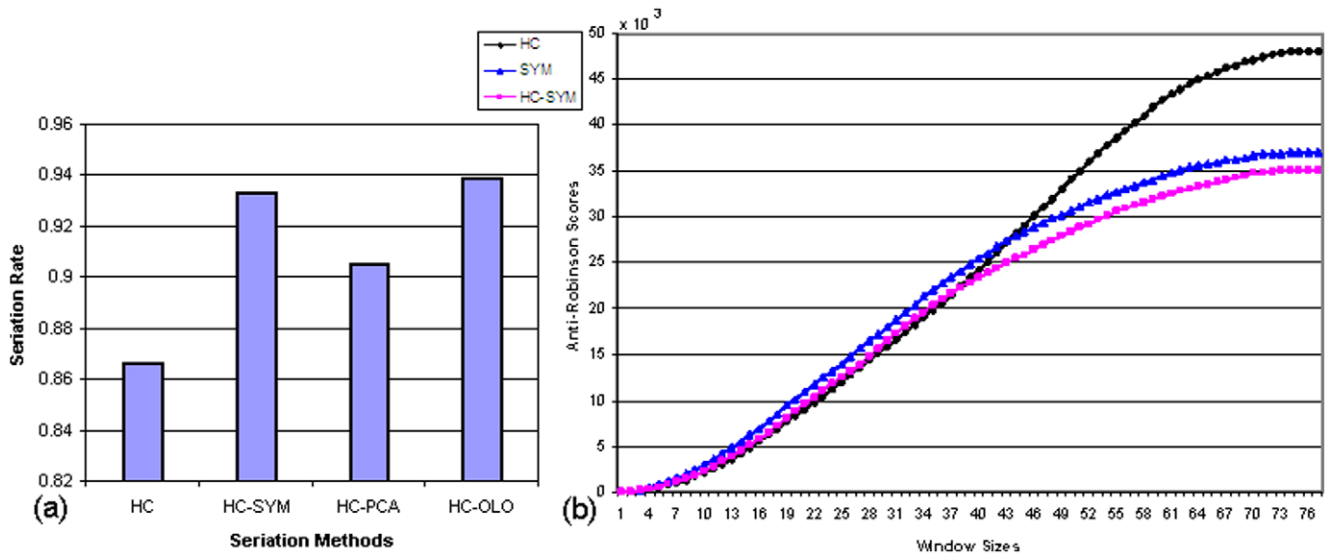 0.96
0.94
0.92
0.9
0.88
0.86
0.84
0.82
Seriation Rate
HC
HC-SYM
HC-PCA
HC-OLO
Seriation Methods
(a)
HC
SYM
HC-SYM
x 10 3
50
45
40
35
30
25
20
15
10
5
0
Anti-Robinson Scores
1 4 7 10 13 16 19 22 25 28 31 34 37 40 43 46 49 52 55 58 61 64 67 70 73 76
Window Sizes
(b)